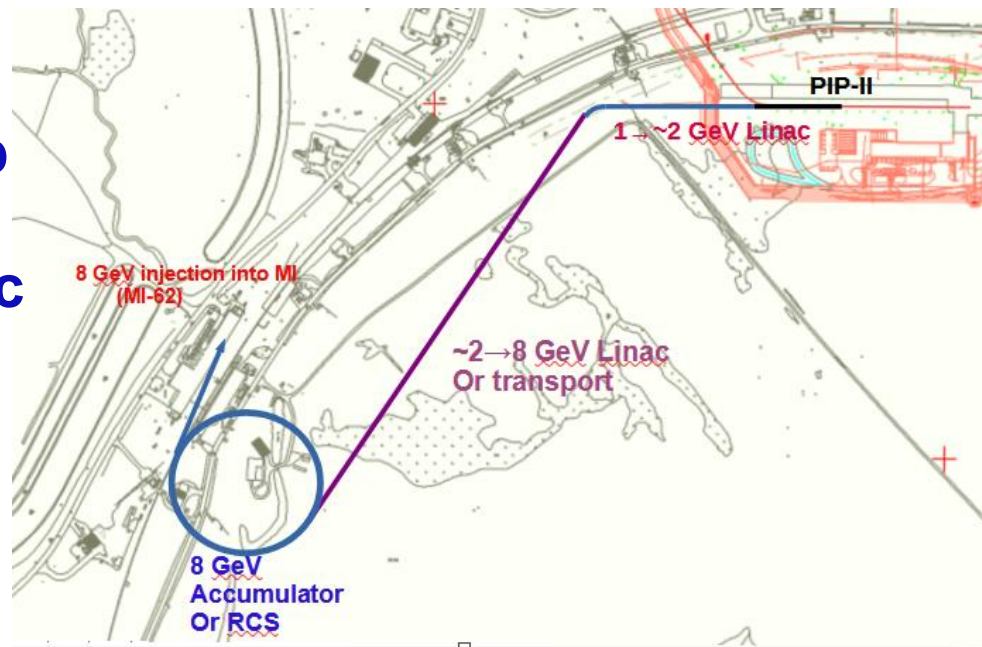 PIP-II
1→~2 GeV Linac
8 GeV injection into MI
(MI-62)
~2→8 GeV Linac
Or transport
8 GeV
Accumulator
Or RCS
c